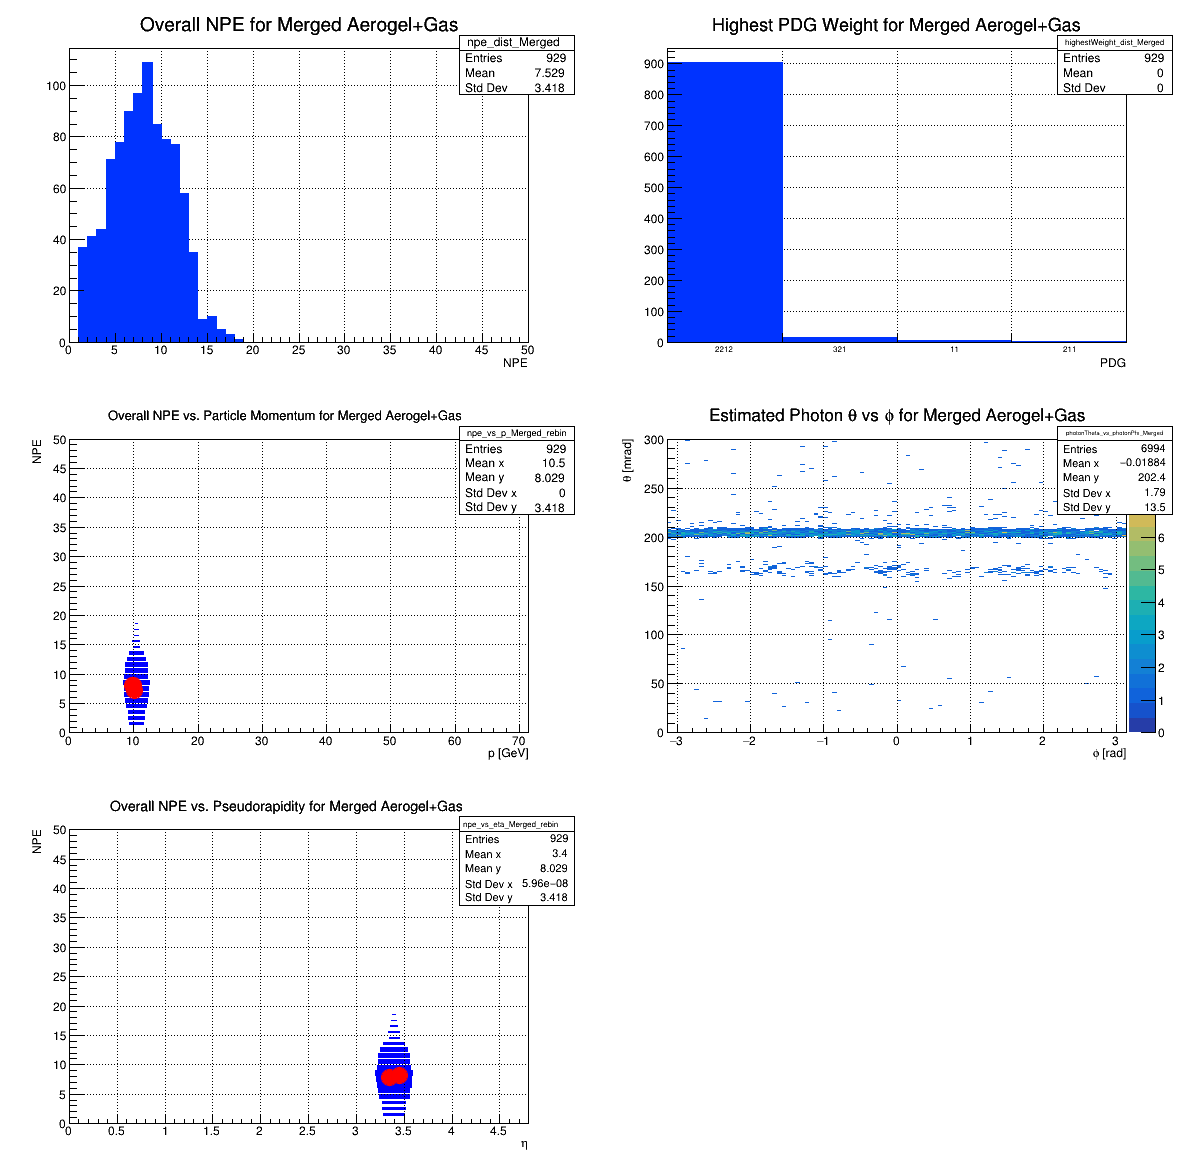 Overall NPE for Merged Aerogel+Gas
npe_dist_Merged
Entries 929
Mean 7.529
Std Dev 3.418
100
80
60
40
20
0
0 5 10 15 20 25 30 35 40 45 50
NPE
Highest PDG Weight for Merged Aerogel+Gas
highestWeight_dist_Merged
Entries 929
Mean 0
Std Dev 0
900
800
700
600
500
400
300
200
100
0
2212 321 11 211
PDG
Overall NPE vs. Particle Momentum for Merged Aerogel+Gas
npe_vs_p_Merged_rebin
Entries 929
Mean x 10.5
Mean y 8.029
Std Dev x 0
Std Dev y 3.418
NPE
50
45
40
35
30
25
20
15
10
5
0
0 10 20 30 40 50 60 70
p [GeV]
Estimated Photon θ vs ϕ for Merged Aerogel+Gas
photonTheta_vs_photonPhi_Merged
Entries 6994
Mean x −0.01884
Mean y 202.4
Std Dev x 1.79
Std Dev y 13.5
θ [mrad]
300
250
200
150
100
50
0
−3 −2 −1 0 1 2 3
ϕ [rad]
6
5
4
3
2
1
0
Overall NPE vs. Pseudorapidity for Merged Aerogel+Gas
npe_vs_eta_Merged_rebin
Entries 929
Mean x 3.4
Mean y 8.029
Std Dev x 5.96e−08
Std Dev y 3.418
NPE
50
45
40
35
30
25
20
15
10
5
0
0 0.5 1 1.5 2 2.5 3 3.5 4 4.5
η